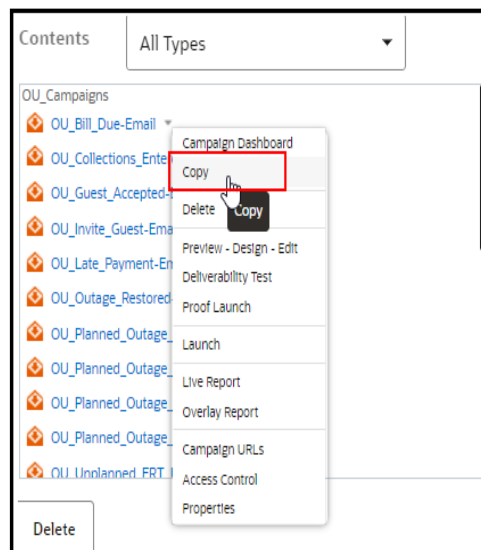 Contents
All Types
OU_Campaigns
OU_Bill_Due-Email
OU_Collections_Ente
OU_Guest_Accepted-
OU_Invite_Guest-Ema
OU_Late_Payment-Em
OU_Outage_Restored-
OU_Planned_Outage_
OU_Planned_Outage_
OU_Planned_Outage_
OU_Planned_Outage_
OU_Unplanned_ERT_
Campaign Dashboard
Copy
Delete
Copy
Preview - Design - Edit
Deliverability Test
Proof Launch
Launch
Live Report
Overlay Report
Campaign URLs
Access Control
Properties
Delete